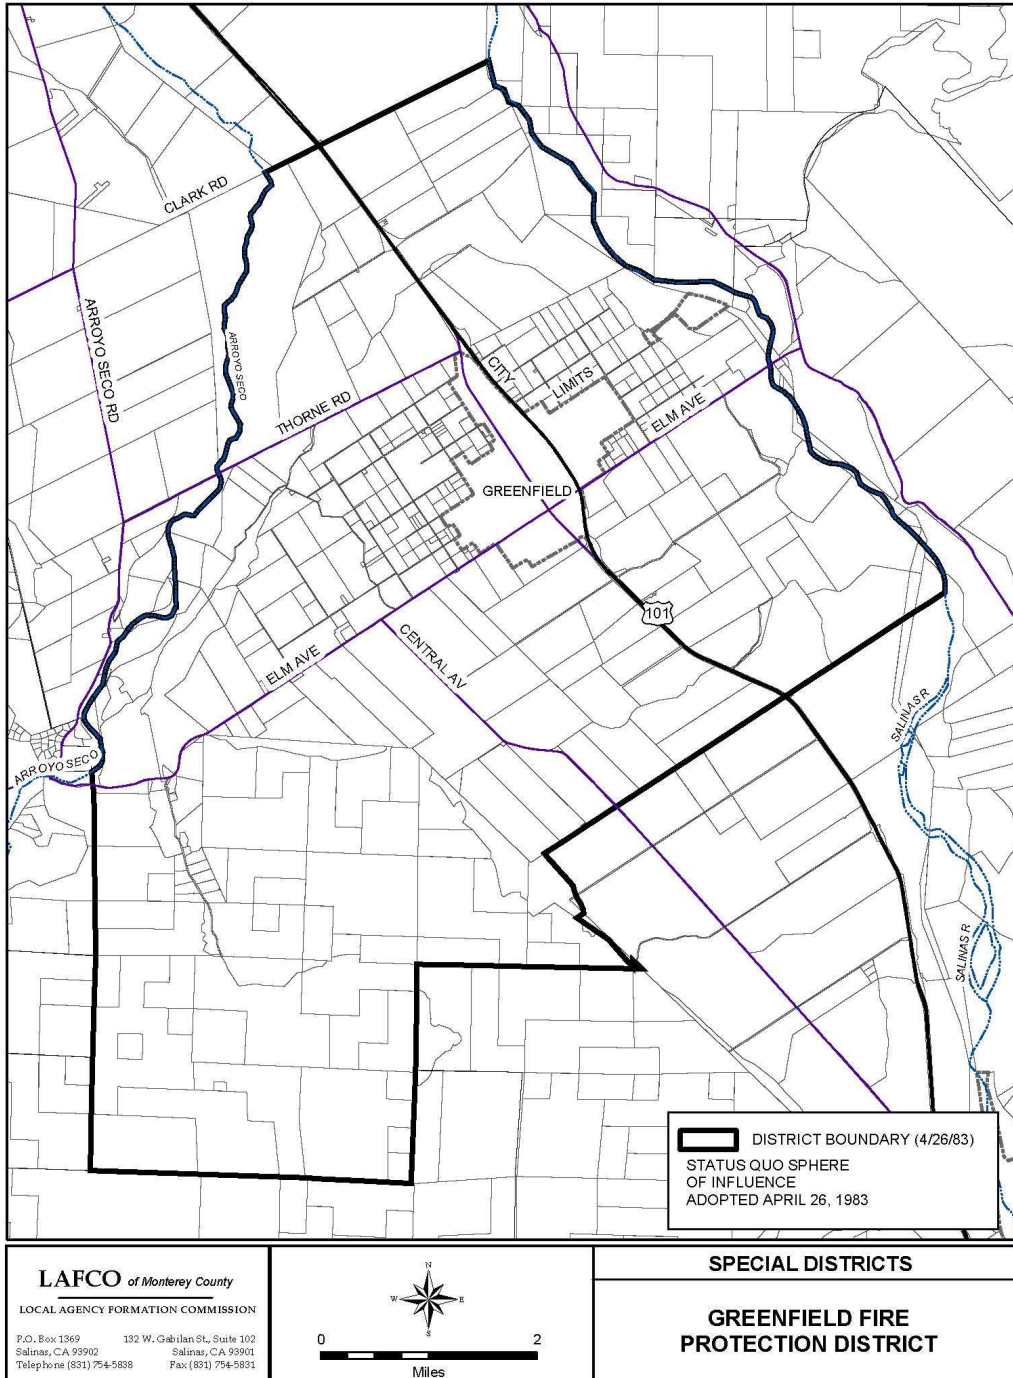 CLARK RD
ARROYO SECO RD
ARROYO SECO
THORNE RD
CITY
LIMITS
ELM AVE
GREENFIELD
101
CENTRAL AV
ELM AVE
ARROYO SECO
SALINAS R
SALINAS R
DISTRICT BOUNDARY (4/26/83)
STATUS QUO SPHERE
OF INFLUENCE
ADOPTED APRIL 26, 1983
LAFCO of Monterey County
LOCAL AGENCY FORMATION COMMISSION
P.O. Box 1369 132 W. Gabilan St., Suite 102
Salinas, CA 93902 Salinas, CA 93901
Telephone (831) 754-5838 Fax (831) 754-5831
N
W E
S
0 2
Miles
SPECIAL DISTRICTS
GREENFIELD FIRE
PROTECTION DISTRICT